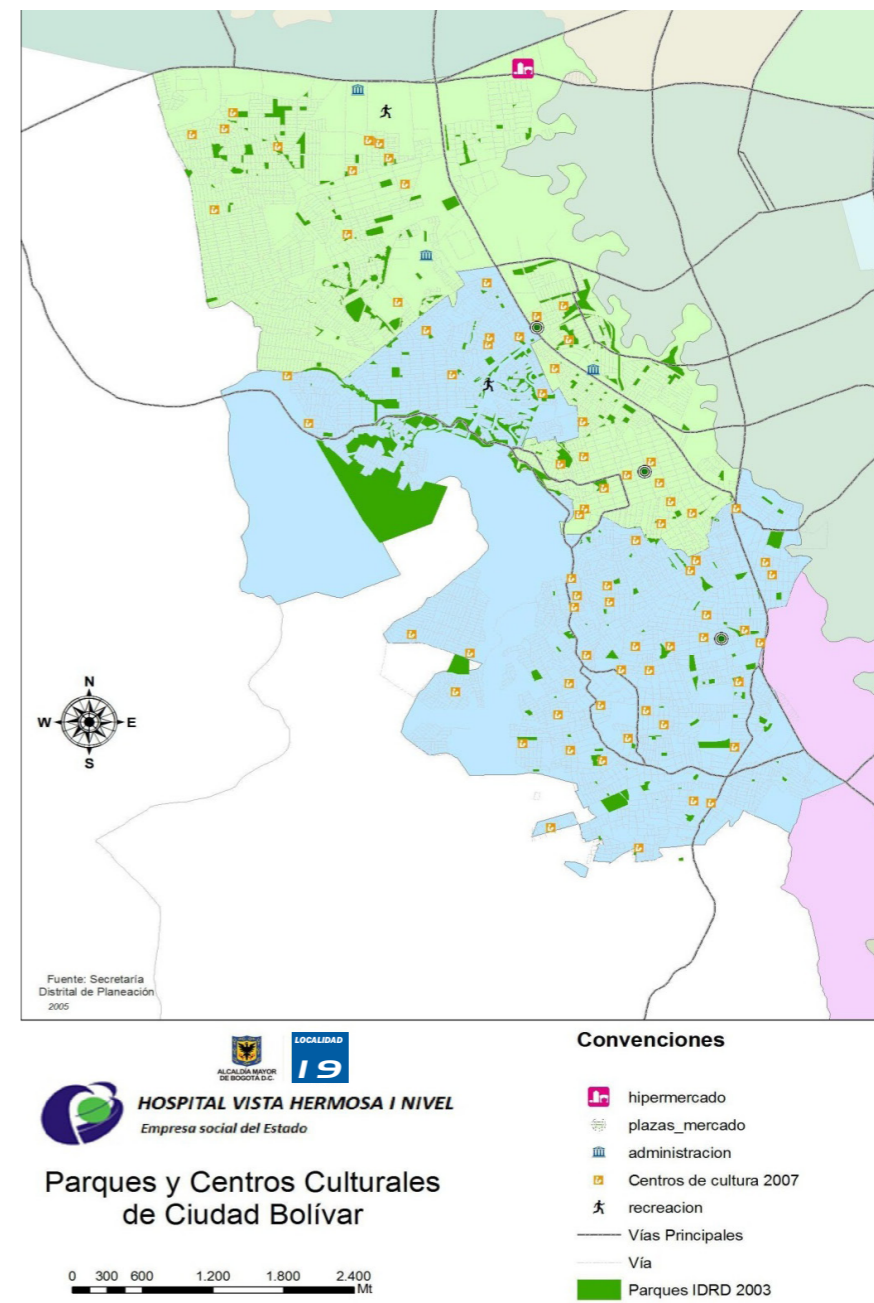 N
W
E
S
Fuente: Secretaría
Distrital de Planeación
2005
ALCALDÍA MAYOR
DE BOGOTÁ D.C.
LOCALIDAD
19
HOSPITAL VISTA HERMOSA I NIVEL
Empresa social del Estado
Parques y Centros Culturales
de Ciudad Bolívar
0 300 600 1.200 1.800 2.400
Mt
Convenciones
hipermercado
plazas_mercado
administracion
Centros de cultura 2007
recreacion
Vías Principales
Vía
Parques IDRD 2003